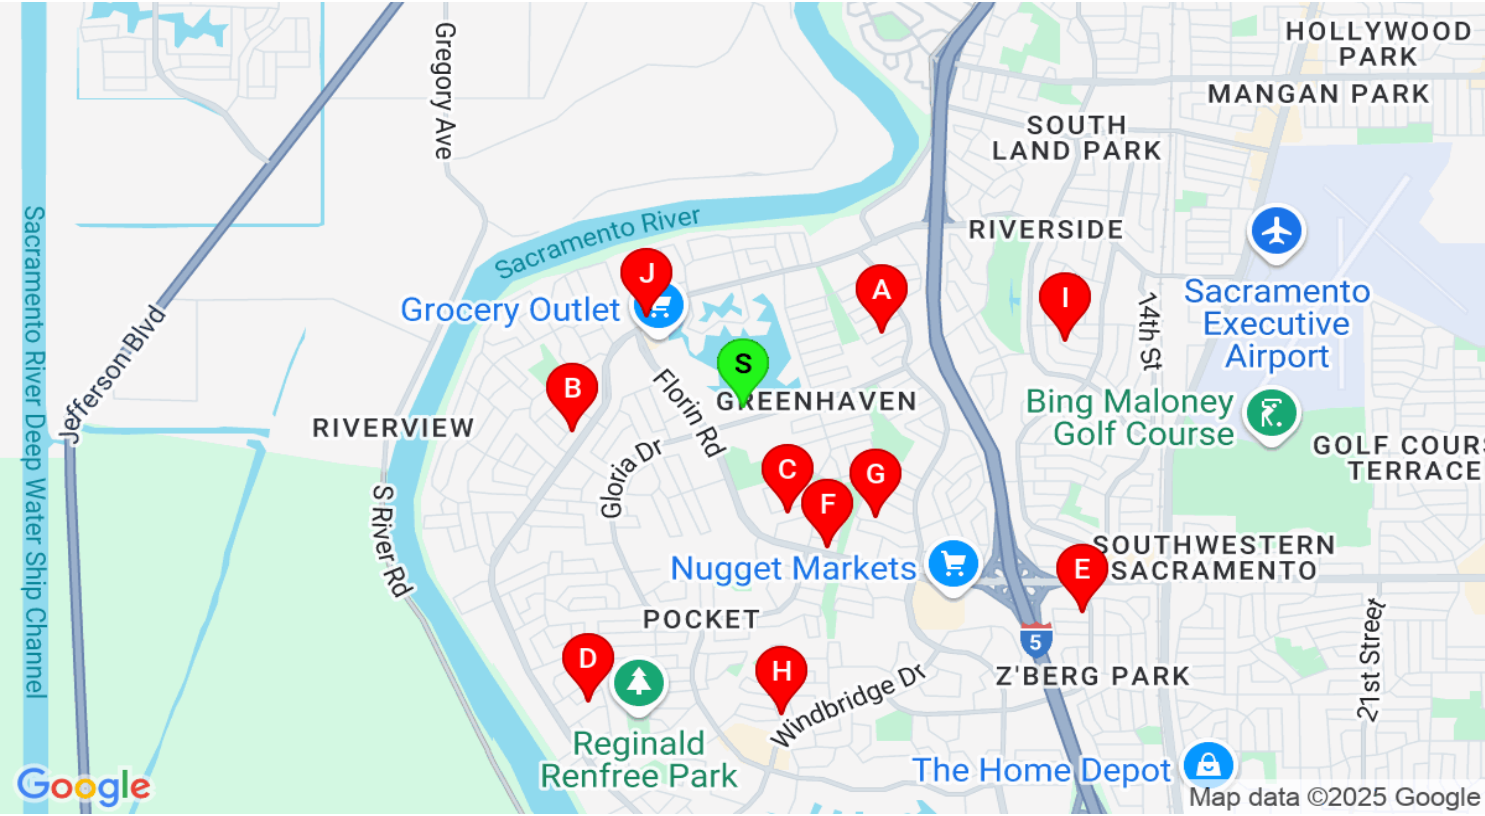 HOLLYWOOD
PARK
Gregory Ave
MANGAN PARK
SOUTH
LAND PARK
Sacramento River
RIVERSIDE
J
A
I
Sacramento
Executive
Airport
Grocery Outlet
14th St
Jefferson Blvd
S
B
Florin Rd
GREENHAVEN
Bing Maloney
Golf Course
RIVERVIEW
GOLF COURS
TERRACE
Gloria Dr
C
G
F
S River Rd
Sacramento River Deep Water Ship Channel
Nugget Markets
SOUTHWESTERN
SACRAMENTO
E
POCKET
5
21st Street
D
H
Z'BERG PARK
Windbridge Dr
Reginald
Renfree Park
The Home Depot
Google
Map data ©2025 Google